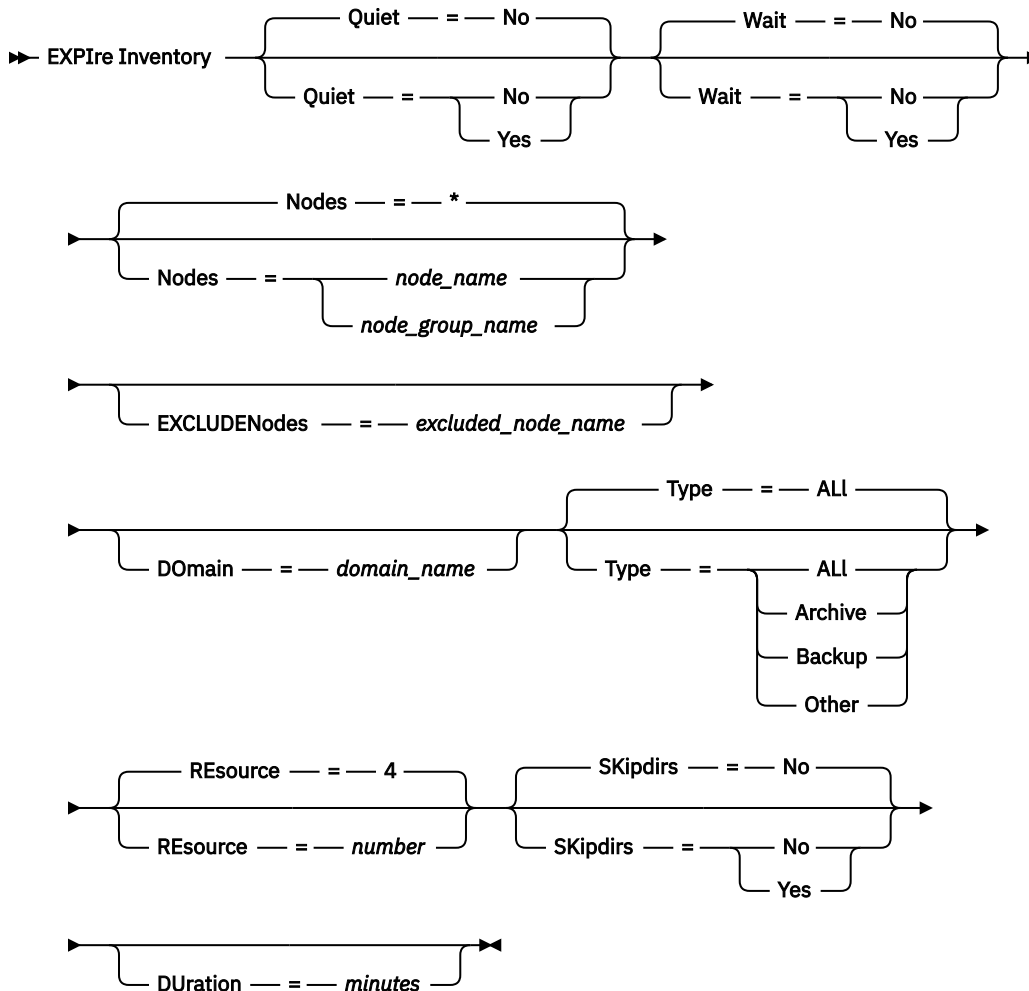 Quiet = No
Wait = No
EXPIre Inventory
Quiet = No
Yes
Wait = No
Yes
Nodes = *
Nodes = node_name
node_group_name
EXCLUDENodes = excluded_node_name
Type = ALl
DOmain = domain_name
Type = ALl
Archive
Backup
Other
REsource = 4
SKipdirs = No
REsource = number
SKipdirs = No
Yes
DUration = minutes